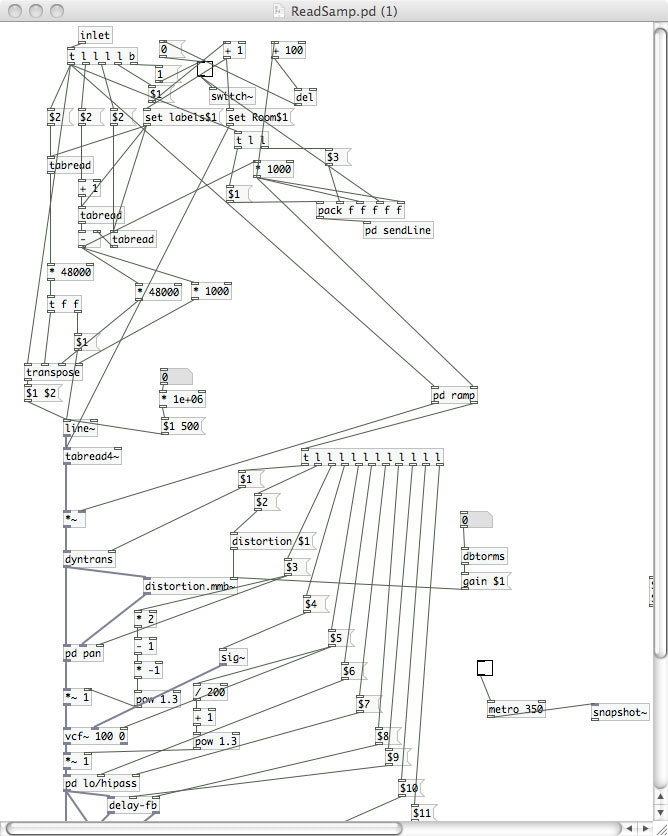 ReadSamp.pd (1)
inlet
t l l l l b
0
+ 1
+ 100
1
$1
switch~
del
$2
$2
$2
set labels$1
set Room$1
t l l
$3
tabread
* 1000
+ 1
$1
tabread
pack f f f f f
-
tabread
pd sendLine
* 48000
* 48000
* 1000
t f f
$1
transpose
0
$1 $2
* 1e+06
pd ramp
line~
$1 500
tabread4~
t l l l l l l l l l l
$1
$2
*~
0
distortion $1
dyntrans
dbtorms
$3
distortion.mmb~
gain $1
$4
* 2
$5
- 1
pd pan
sig~
* -1
$6
*~ 1
pow 1.3
/ 200
$7
metro 350
snapshot~
+ 1
vcf~ 100 0
pow 1.3
$8
*~ 1
$9
pd lo/hipass
$10
delay-fb
$11